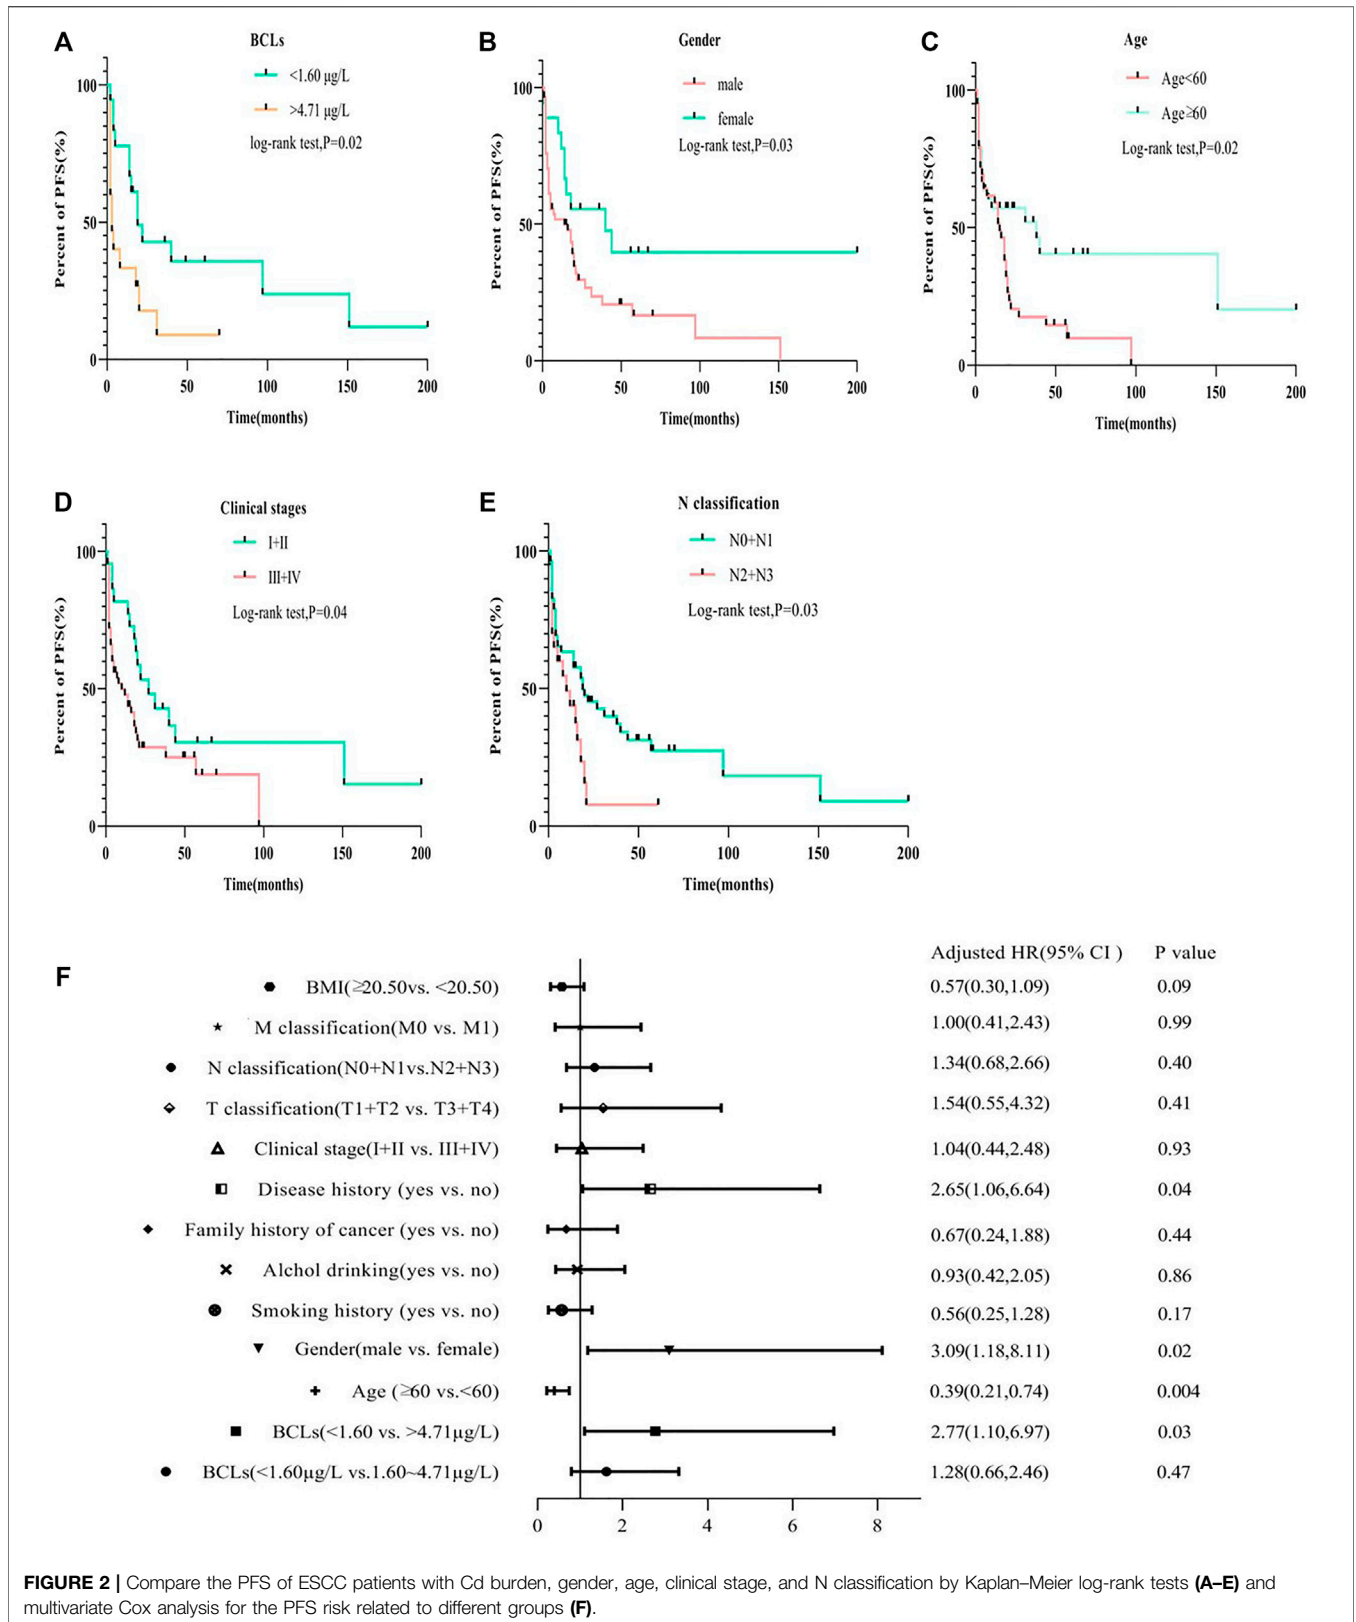 A
BCLs
<1.60 µg/L
>4.71 µg/L
log-rank test,P=0.02
Percent of PFS(%)
100
50
0
0 50 100 150 200
Time(months)
B
Gender
male
female
Log-rank test,P=0.03
Percent of PFS(%)
100
50
0
0 50 100 150 200
Time(months)
C
Age
Age<60
Age≥60
Log-rank test,P=0.02
Percent of PFS(%)
100
50
0
0 50 100 150 200
Time(months)
D
Clinical stages
I+II
III+IV
Log-rank test,P=0.04
Percent of PFS(%)
100
50
0
0 50 100 150 200
Time(months)
E
N classification
N0+N1
N2+N3
Log-rank test,P=0.03
Percent of PFS(%)
100
50
0
0 50 100 150 200
Time(months)
F
Adjusted HR(95% CI ) P value
BMI(≥20.50vs. <20.50) 0.57(0.30,1.09) 0.09
M classification(M0 vs. M1) 1.00(0.41,2.43) 0.99
N classification(N0+N1vs.N2+N3) 1.34(0.68,2.66) 0.40
T classification(T1+T2 vs. T3+T4) 1.54(0.55,4.32) 0.41
Clinical stage(I+II vs. III+IV) 1.04(0.44,2.48) 0.93
Disease history (yes vs. no) 2.65(1.06,6.64) 0.04
Family history of cancer (yes vs. no) 0.67(0.24,1.88) 0.44
Alchol drinking(yes vs. no) 0.93(0.42,2.05) 0.86
Smoking history (yes vs. no) 0.56(0.25,1.28) 0.17
Gender(male vs. female) 3.09(1.18,8.11) 0.02
Age (≥60 vs.<60) 0.39(0.21,0.74) 0.004
BCLs(<1.60 vs. >4.71µg/L) 2.77(1.10,6.97) 0.03
BCLs(<1.60µg/L vs.1.60~4.71µg/L) 1.28(0.66,2.46) 0.47
0 2 4 6 8
FIGURE 2 | Compare the PFS of ESCC patients with Cd burden, gender, age, clinical stage, and N classification by Kaplan–Meier log-rank tests (A–E) and
multivariate Cox analysis for the PFS risk related to different groups (F).